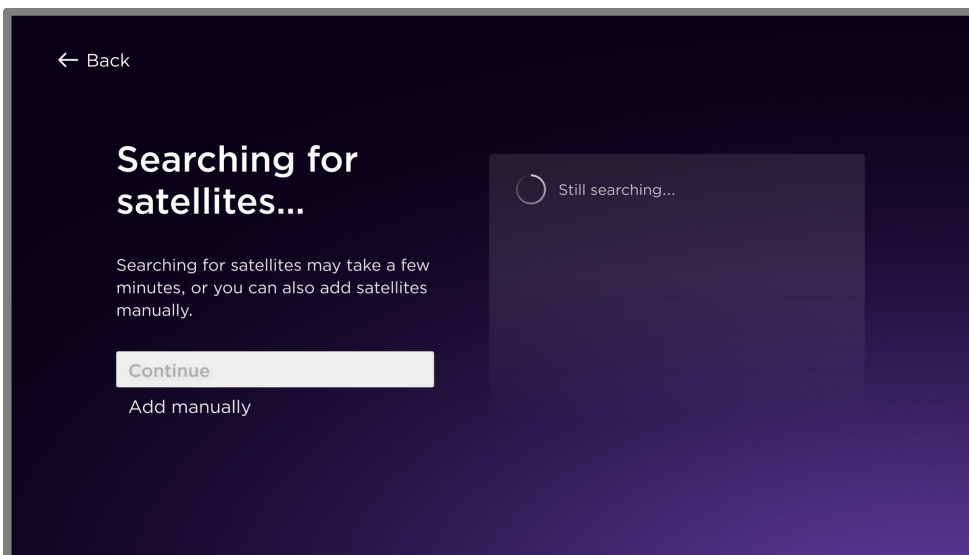 ← Back
Searching for
satellites...
Still searching...
Searching for satellites may take a few
minutes, or you can also add satellites
manually.
Continue
Add manually